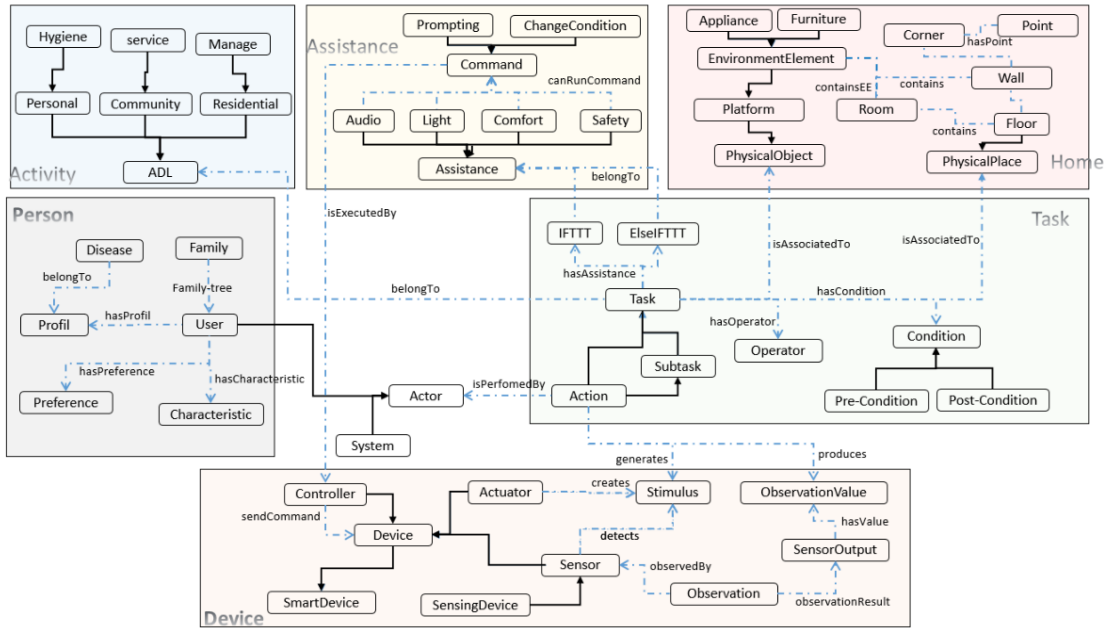 Hygiene
service
Manage
Personal
Community
Residential
ADL
Activity
Assistance
Prompting
ChangeCondition
Command
canRunCommand
Audio
Light
Comfort
Safety
Assistance
belongTo
isExecutedBy
Appliance
Furniture
Corner
hasPoint
Point
EnvironmentElement
containsEE
contains
Wall
Platform
Room
contains
Floor
PhysicalObject
PhysicalPlace
Home
Person
Disease
Family
belongTo
Family-tree
Profil
hasProfil
User
hasPreference
hasCharacteristic
Preference
Characteristic
belongTo
Actor
System
isPerfomedBy
Task
IFTTT
ElseIFTTT
isAssociatedTo
isAssociatedTo
hasAssistance
Task
hasCondition
hasOperator
Operator
Condition
Subtask
Action
Pre-Condition
Post-Condition
generates
produces
Controller
Actuator
creates
Stimulus
ObservationValue
sendCommand
Device
detects
hasValue
SensorOutput
Sensor
observedBy
SmartDevice
SensingDevice
Observation
observationResult
Device